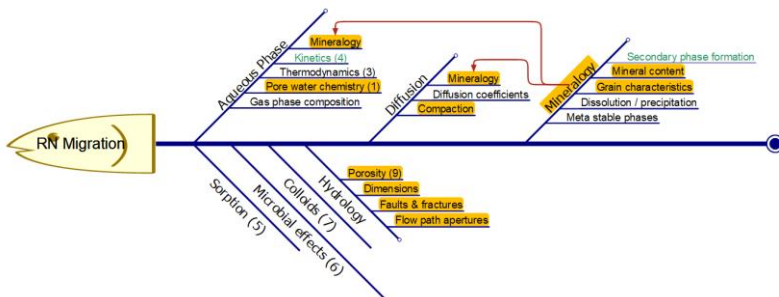 RN Migration
Aqueous Phase
Mineralogy
Kinetics (4)
Thermodynamics (3)
Pore water chemistry (1)
Gas phase composition
Diffusion
Mineralogy
Diffusion coefficients
Compaction
Mineralogy
Secondary phase formation
Mineral content
Grain characteristics
Dissolution / precipitation
Meta stable phases
Sorption (5)
Microbial effects (6)
Colloids (7)
Hydrology
Porosity (9)
Dimensions
Faults & fractures
Flow path apertures